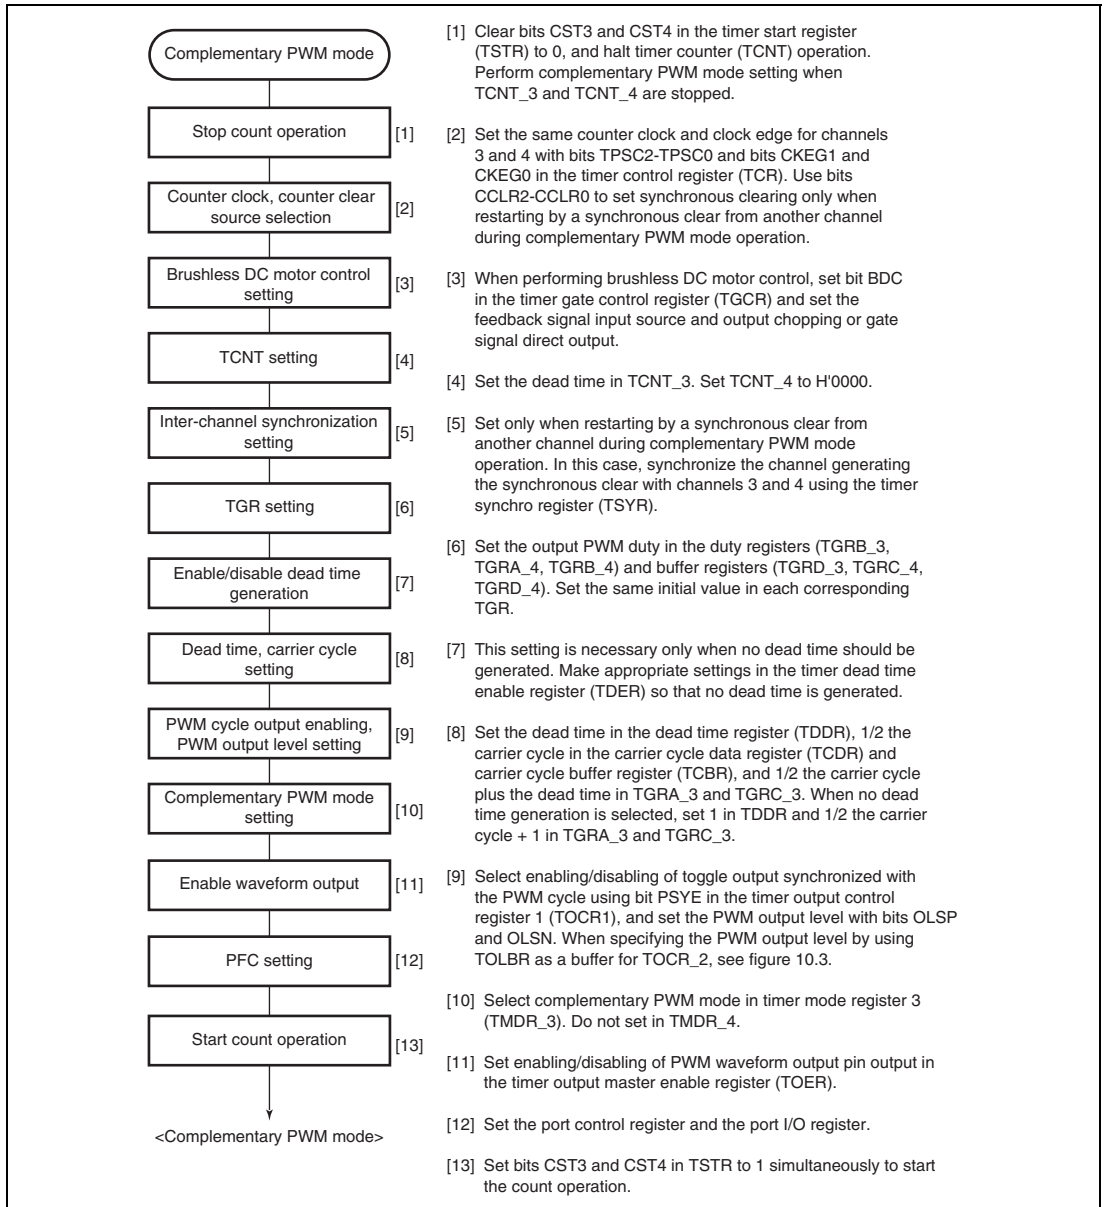 Complementary PWM mode
Stop count operation
[1]
Counter clock, counter clear
source selection
[2]
Brushless DC motor control
setting
[3]
TCNT setting
[4]
Inter-channel synchronization
setting
[5]
TGR setting
[6]
Enable/disable dead time
generation
[7]
Dead time, carrier cycle
setting
[8]
PWM cycle output enabling,
PWM output level setting
[9]
Complementary PWM mode
setting
[10]
Enable waveform output
[11]
PFC setting
[12]
Start count operation
[13]
<Complementary PWM mode>
[1] Clear bits CST3 and CST4 in the timer start register
(TSTR) to 0, and halt timer counter (TCNT) operation.
Perform complementary PWM mode setting when
TCNT_3 and TCNT_4 are stopped.
[2] Set the same counter clock and clock edge for channels
3 and 4 with bits TPSC2-TPSC0 and bits CKEG1 and
CKEG0 in the timer control register (TCR). Use bits
CCLR2-CCLR0 to set synchronous clearing only when
restarting by a synchronous clear from another channel
during complementary PWM mode operation.
[3] When performing brushless DC motor control, set bit BDC
in the timer gate control register (TGCR) and set the
feedback signal input source and output chopping or gate
signal direct output.
[4] Set the dead time in TCNT_3. Set TCNT_4 to H'0000.
[5] Set only when restarting by a synchronous clear from
another channel during complementary PWM mode
operation. In this case, synchronize the channel generating
the synchronous clear with channels 3 and 4 using the timer
synchro register (TSYR).
[6] Set the output PWM duty in the duty registers (TGRB_3,
TGRA_4, TGRB_4) and buffer registers (TGRD_3, TGRC_4,
TGRD_4). Set the same initial value in each corresponding
TGR.
[7] This setting is necessary only when no dead time should be
generated. Make appropriate settings in the timer dead time
enable register (TDER) so that no dead time is generated.
[8] Set the dead time in the dead time register (TDDR), 1/2 the
carrier cycle in the carrier cycle data register (TCDR) and
carrier cycle buffer register (TCBR), and 1/2 the carrier cycle
plus the dead time in TGRA_3 and TGRC_3. When no dead
time generation is selected, set 1 in TDDR and 1/2 the carrier
cycle + 1 in TGRA_3 and TGRC_3.
[9] Select enabling/disabling of toggle output synchronized with
the PWM cycle using bit PSYE in the timer output control
register 1 (TOCR1), and set the PWM output level with bits OLSP
and OLSN. When specifying the PWM output level by using
TOLBR as a buffer for TOCR_2, see figure 10.3.
[10] Select complementary PWM mode in timer mode register 3
(TMDR_3). Do not set in TMDR_4.
[11] Set enabling/disabling of PWM waveform output pin output in
the timer output master enable register (TOER).
[12] Set the port control register and the port I/O register.
[13] Set bits CST3 and CST4 in TSTR to 1 simultaneously to start
the count operation.